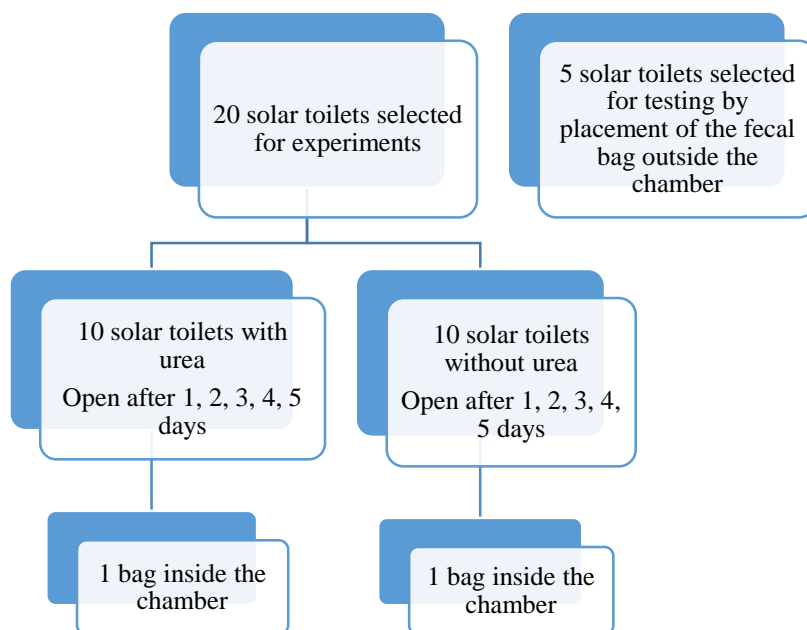 20 solar toilets selected
for experiments
5 solar toilets selected
for testing by
placement of the fecal
bag outside the
chamber
10 solar toilets with
urea
Open after 1, 2, 3, 4, 5
days
10 solar toilets
without urea
Open after 1, 2, 3, 4,
5 days
1 bag inside the
chamber
1 bag inside the
chamber